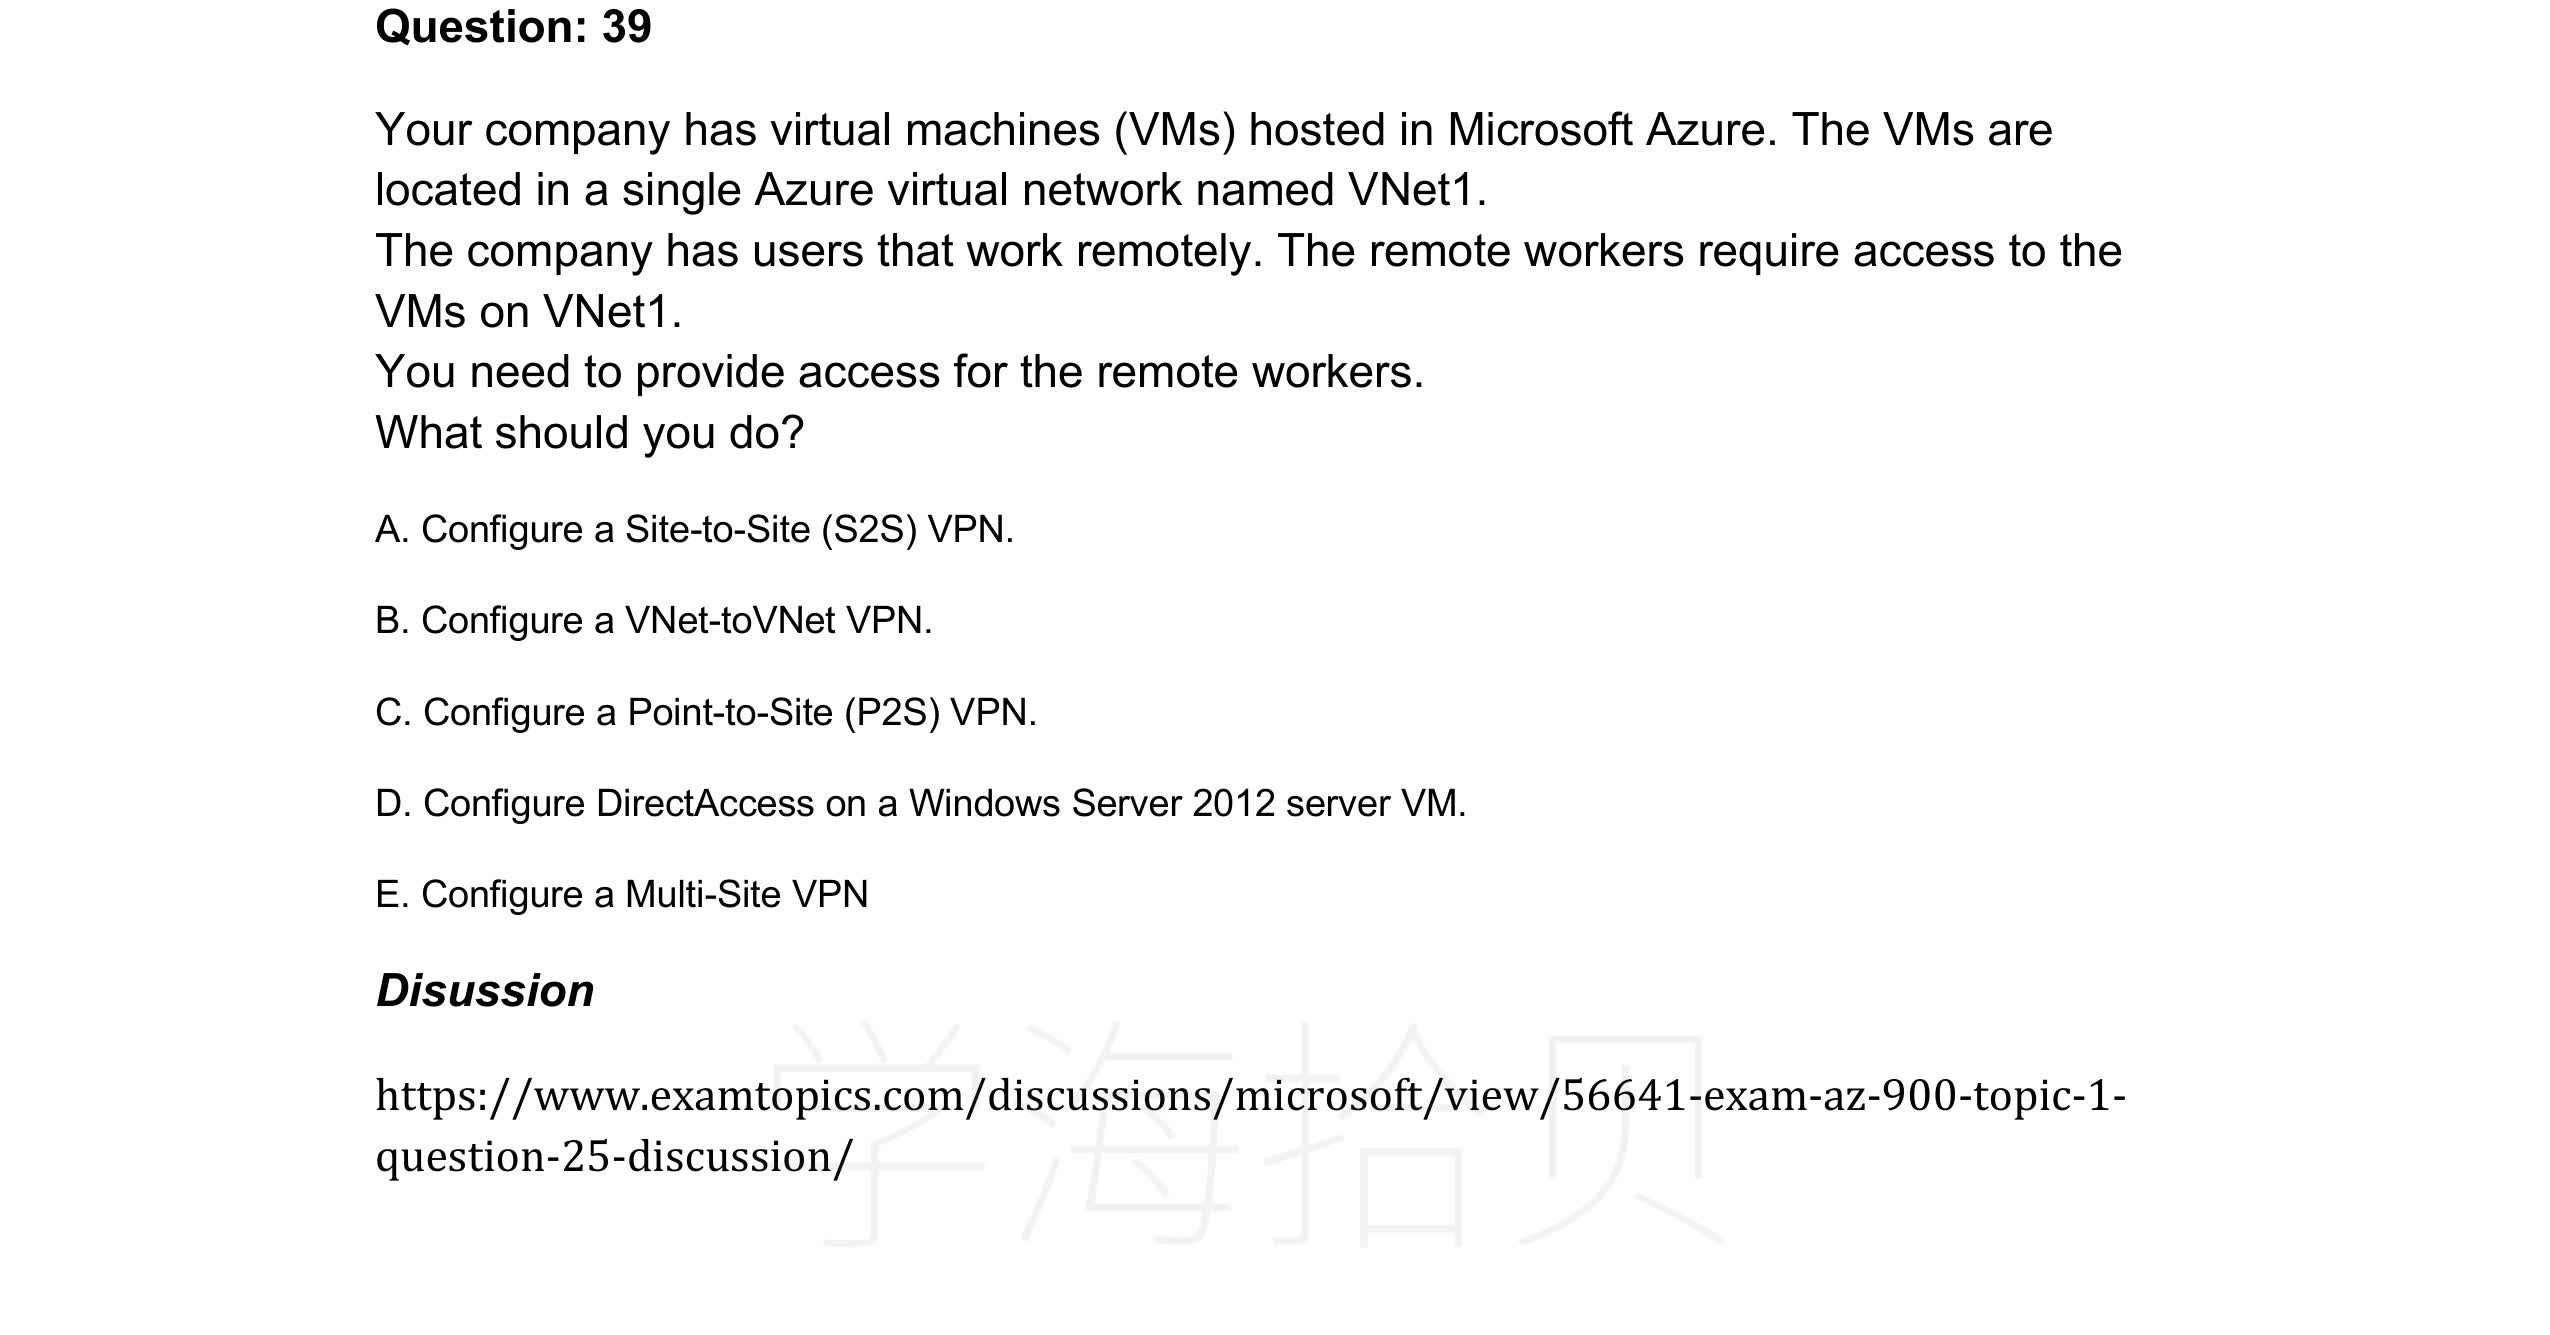 Question: 39
Your company has virtual machines (VMs) hosted in Microsoft Azure. The VMs are
located in a single Azure virtual network named VNet1.
The company has users that work remotely. The remote workers require access to the
VMs on VNet1.
You need to provide access for the remote workers.
What should you do?
A. Configure a Site-to-Site (S2S) VPN.
B. Configure a VNet-toVNet VPN.
C. Configure a Point-to-Site (P2S) VPN.
D. Configure DirectAccess on a Windows Server 2012 server VM.
E. Configure a Multi-Site VPN
Disussion
https://www.examtopics.com/discussions/microsoft/view/56641-exam-az-900-topic-1-
question-25-discussion/
学海拾贝